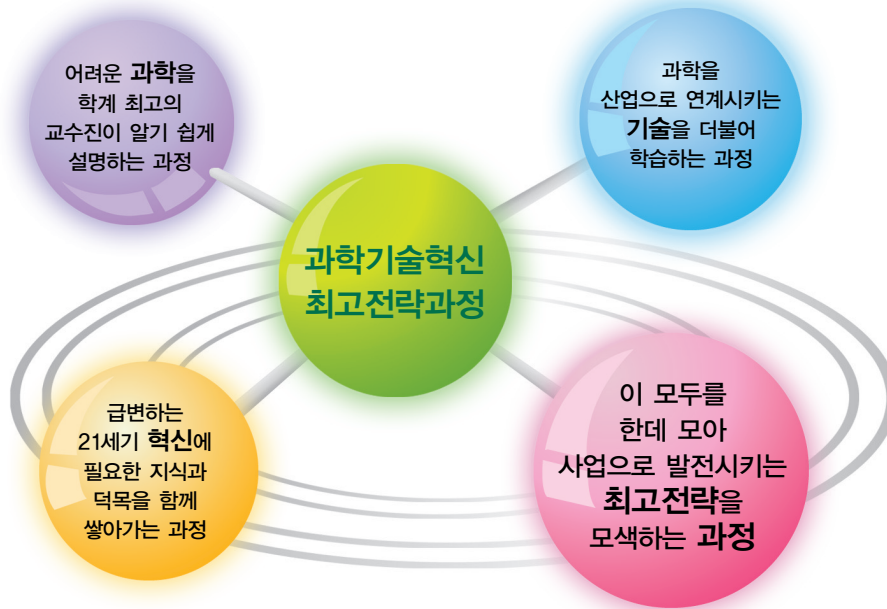 어려운 과학을
학계 최고의
교수진이 알기 쉽게
설명하는 과정
과학을
산업으로 연계시키는
기술을 더불어
학습하는 과정
과학기술혁신
최고전략과정
급변하는
21세기 혁신에
필요한 지식과
덕목을 함께
쌓아가는 과정
이 모두를
한데 모아
사업으로 발전시키는
최고전략을
모색하는 과정